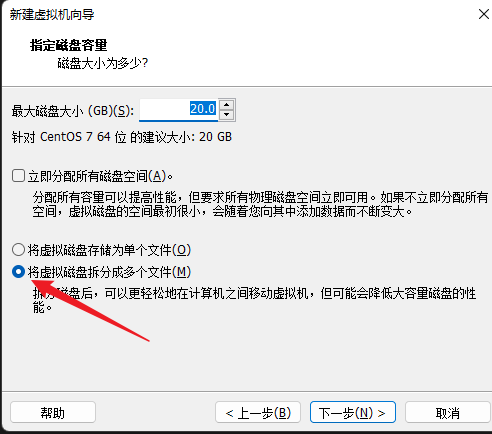 新建虚拟机向导
指定磁盘容量
磁盘大小为多少?
最大磁盘大小 (GB)(S): 20.0
针对 CentOS 7 64 位 的建议大小: 20 GB
立即分配所有磁盘空间(A)。
分配所有容量可以提高性能，但要求所有物理磁盘空间立即可用。如果不立即分配所有
空间，虚拟磁盘的空间最初很小，会随着您向其中添加数据而不断变大。
将虚拟磁盘存储为单个文件(O)
将虚拟磁盘拆分成多个文件(M)
拆分磁盘后，可以更轻松地在计算机之间移动虚拟机，但可能会降低大容量磁盘的性
能。
帮助 < 上一步(B) 下一步(N) > 取消